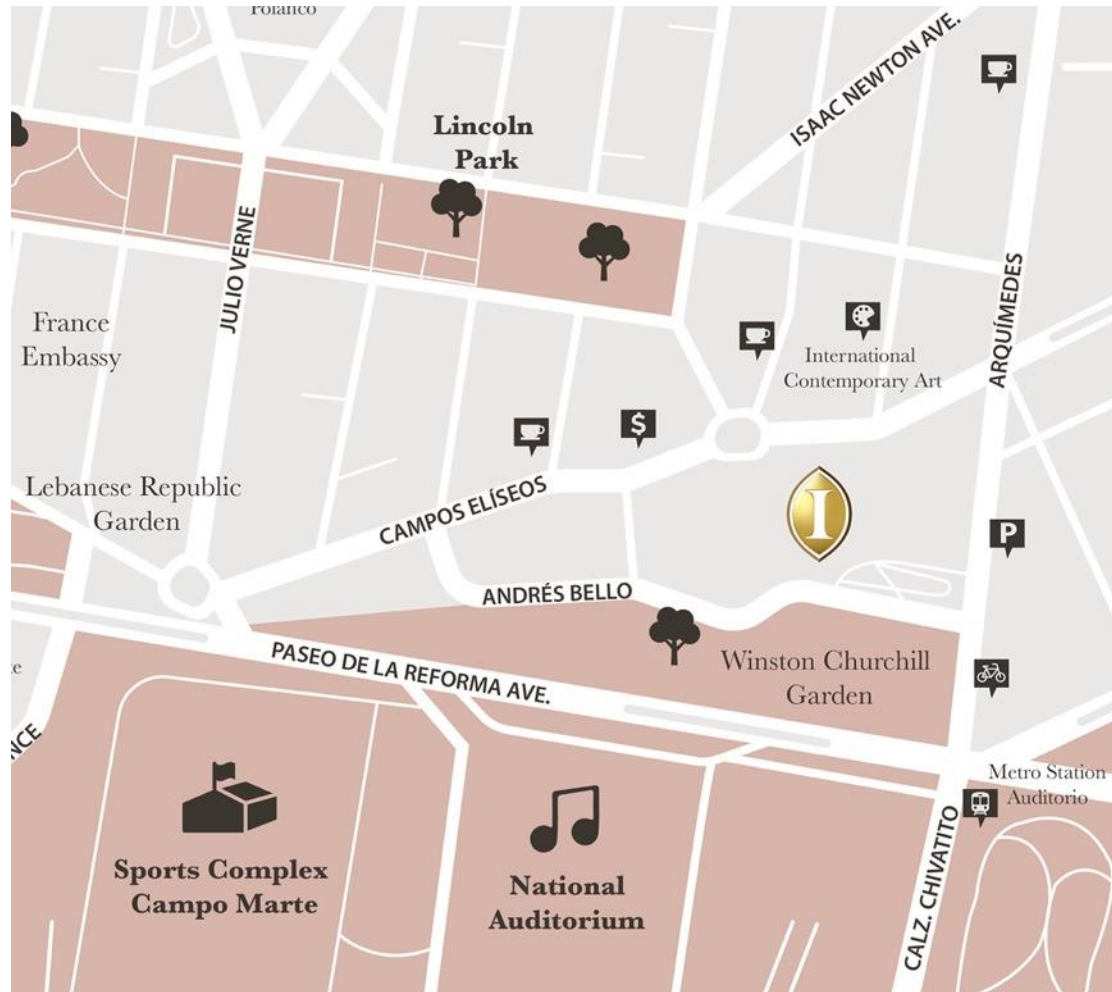 Polanco
ISAAC NEWTON AVE.
Lincoln
Park
JULIO VERNE
ARQUÍMEDES
France
Embassy
International
Contemporary Art
$
CAMPOS ELÍSEOS
Lebanese Republic
Garden
I
P
ANDRÉS BELLO
PASEO DE LA REFORMA AVE.
Winston Churchill
Garden
Metro Station
Auditorio
CALZ. CHIVATITO
Sports Complex
Campo Marte
National
Auditorium